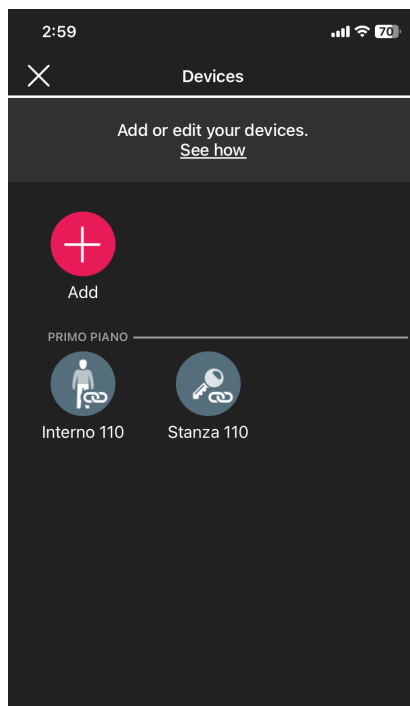 2:59
70
Devices
Add or edit your devices.
See how
Add
PRIMO PIANO
Interno 110
Stanza 110